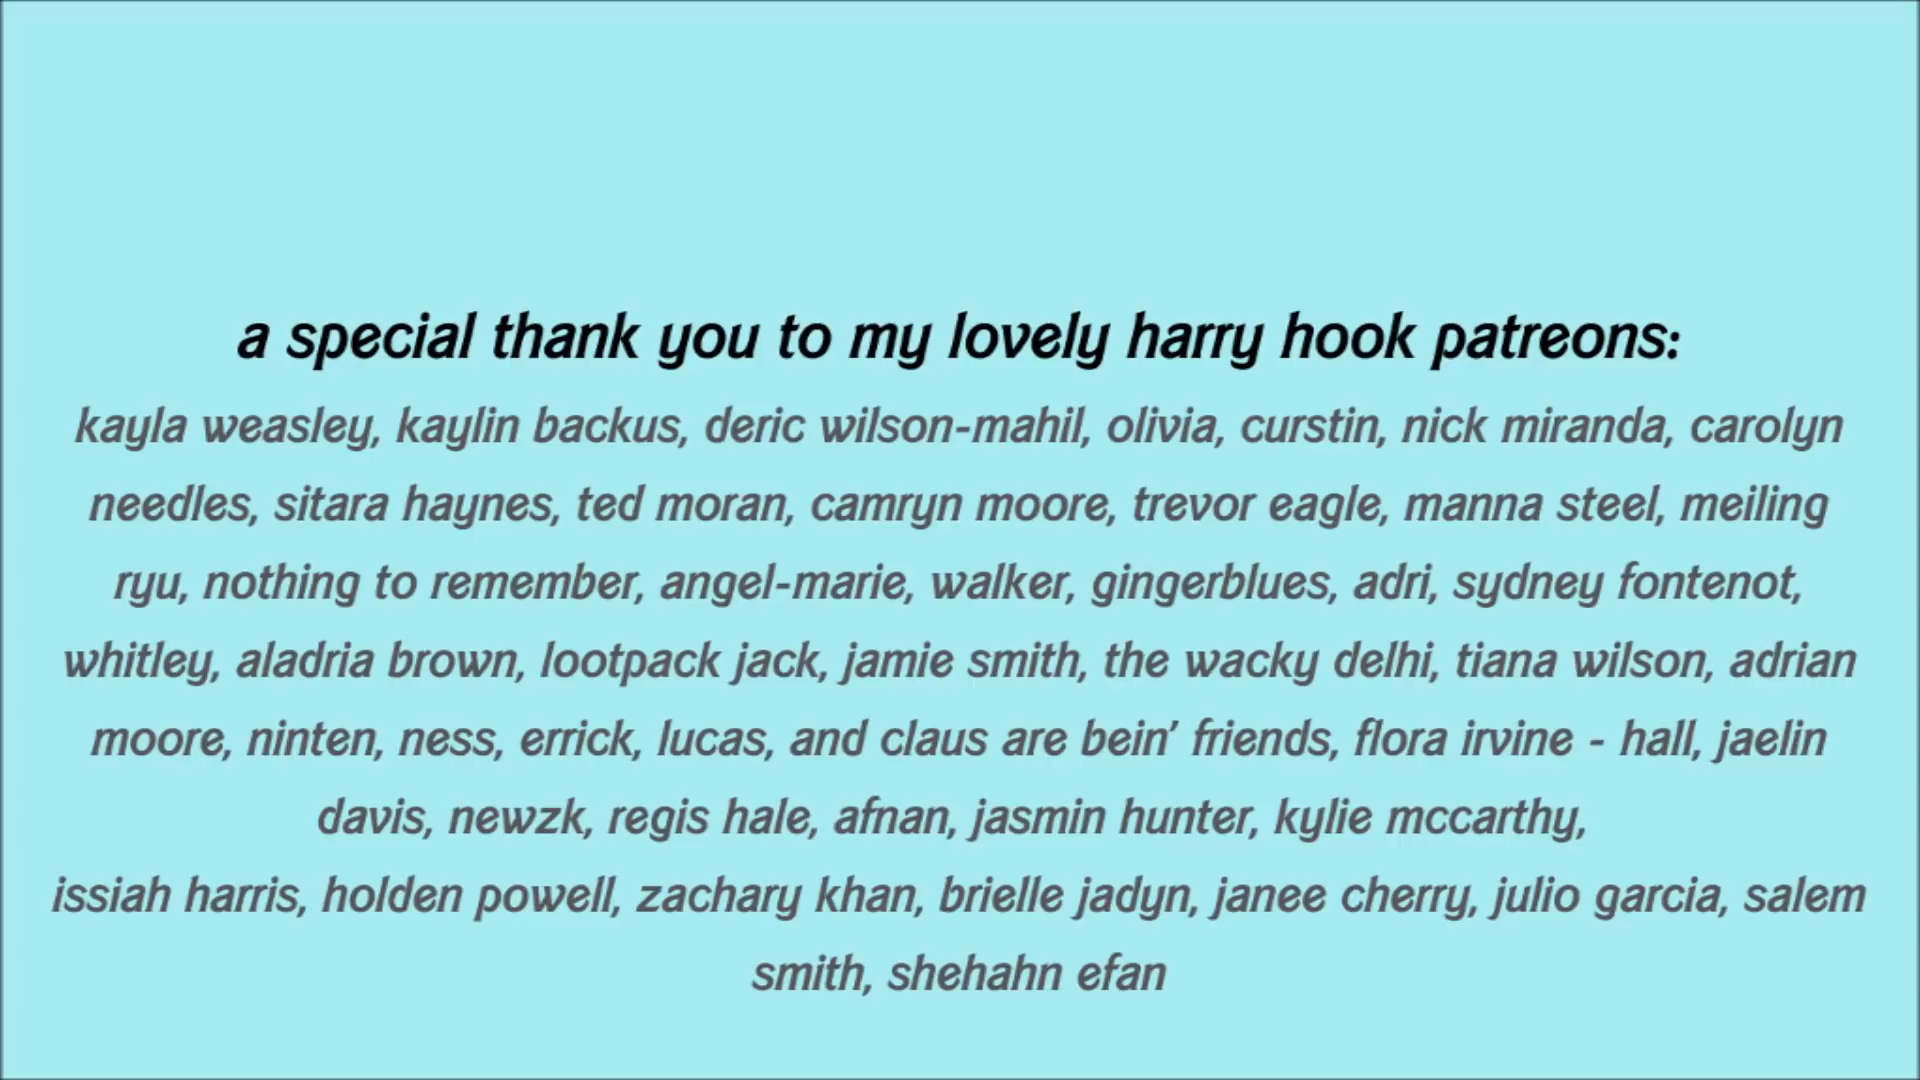 a special thank you to my lovely harry hook patreons:
kayla weasley, kaylin backus, deric wilson-mahil, olivia, curstin, nick miranda, carolyn
needles, sitara haynes, ted moran, camryn moore, trevor eagle, manna steel, meiling
ryu, nothing to remember, angel-marie, walker, gingerblues, adri, sydney fontenot,
whitley, aladria brown, lootpack jack, jamie smith, the wacky delhi, tiana wilson, adrian
moore, ninten, ness, errick, lucas, and claus are bein’ friends, flora irvine - hall, jaelin
davis, newzk, regis hale, afnan, jasmin hunter, kylie mccarthy,
issiah harris, holden powell, zachary khan, brielle jadyn, janee cherry, julio garcia, salem
smith, shehahn efan